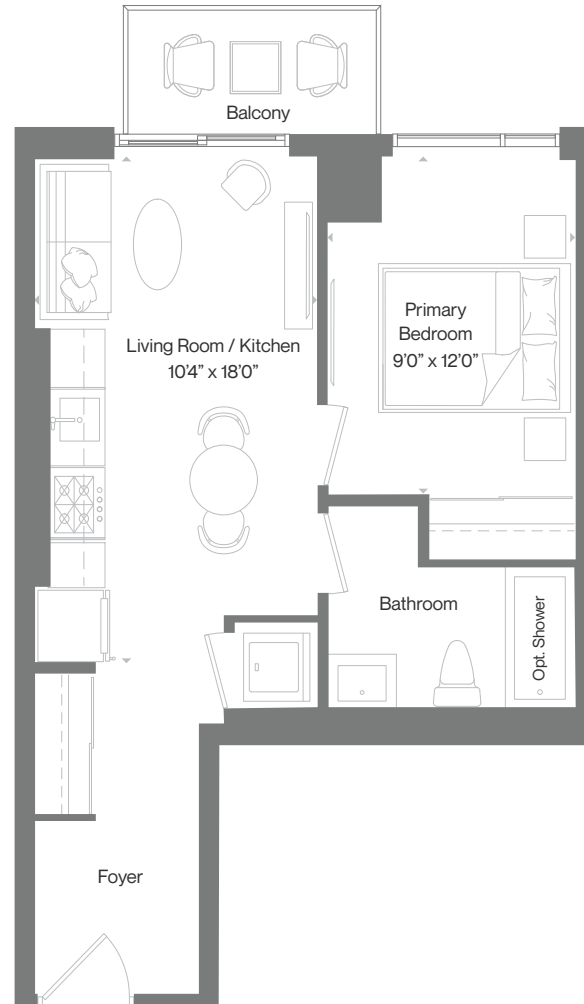 Balcony
Living Room / Kitchen
10'4” x 18'0”
Primary
Bedroom
9'0” x 12'0”
Bathroom
Opt. Shower
Foyer